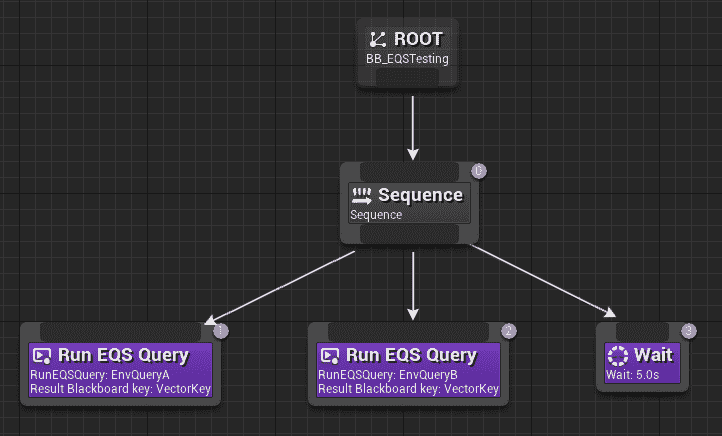 ROOT
BB_EQSTesting
0
Sequence
Sequence
1
Run EQS Query
RunEQSQuery: EnvQueryA
Result Blackboard key: VectorKey
2
Run EQS Query
RunEQSQuery: EnvQueryB
Result Blackboard key: VectorKey
3
Wait
Wait: 5.0s